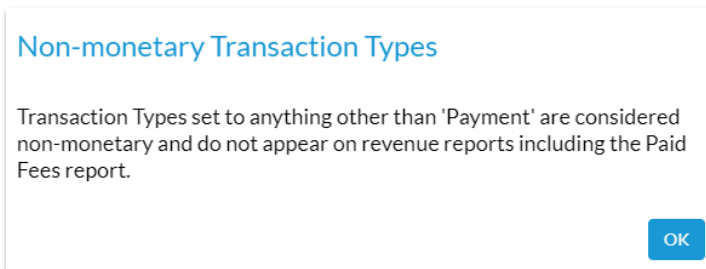 Non-monetary Transaction Types
Transaction Types set to anything other than 'Payment' are considered
non-monetary and do not appear on revenue reports including the Paid
Fees report.
OK